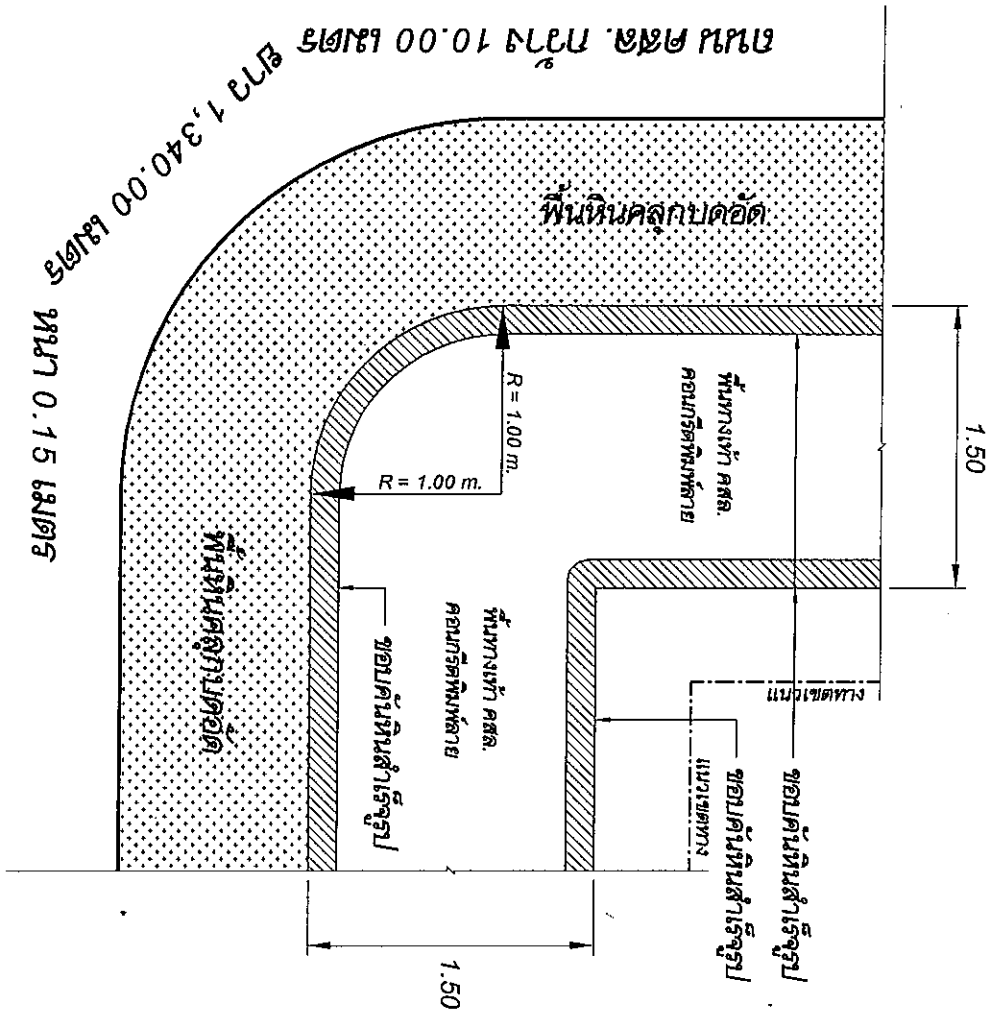 ถนน คสล. กว้าง 10.00 เมตร
ยาว 1,340.00 เมตร
หนา 0.15 เมตร
พื้นหินคลุกบดอัด
1.50
R = 1.00 m.
R = 1.00 m.
พื้นทางเท้า คสล.
คอนกรีตพิมพ์ลาย
พื้นหินคลุกบดอัด
พื้นทางเท้า คสล.
คอนกรีตพิมพ์ลาย
ขอบคันหินสำเร็จรูป
แนวเขตทาง
แนวเขตทาง
ขอบคันหินสำเร็จรูป
ขอบคันหินสำเร็จรูป
1.50